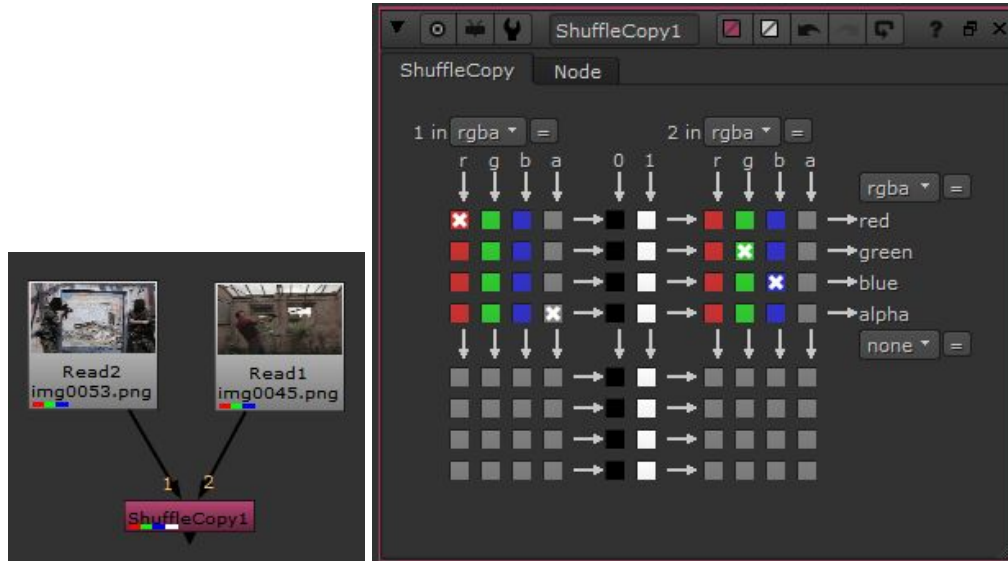 Read2
img0053.png
Read1
img0045.png
1 2
ShuffleCopy1
ShuffleCopy1 ? ×
ShuffleCopy Node
1 in rgba = 2 in rgba =
r g b a 0 1 r g b a
rgba =
red
green
blue
alpha
none =